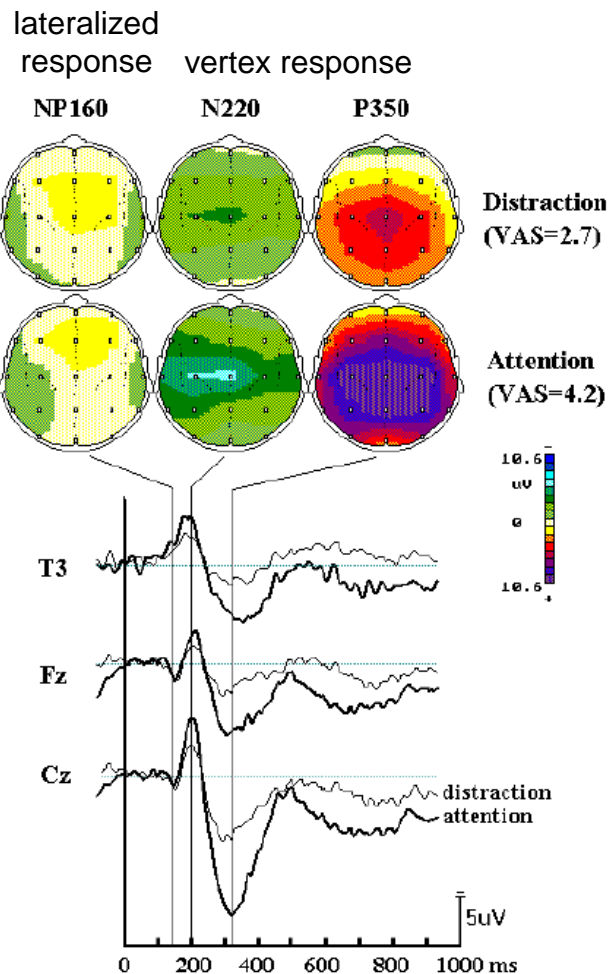 lateralized
response vertex response
NP160 N220 P350
Distraction
(VAS=2.7)
Attention
(VAS=4.2)
-
10.6
uV
0
10.6
+
T3
Fz
Cz
distraction
attention
-
5uV
+
0 200 400 600 800 1000 ms